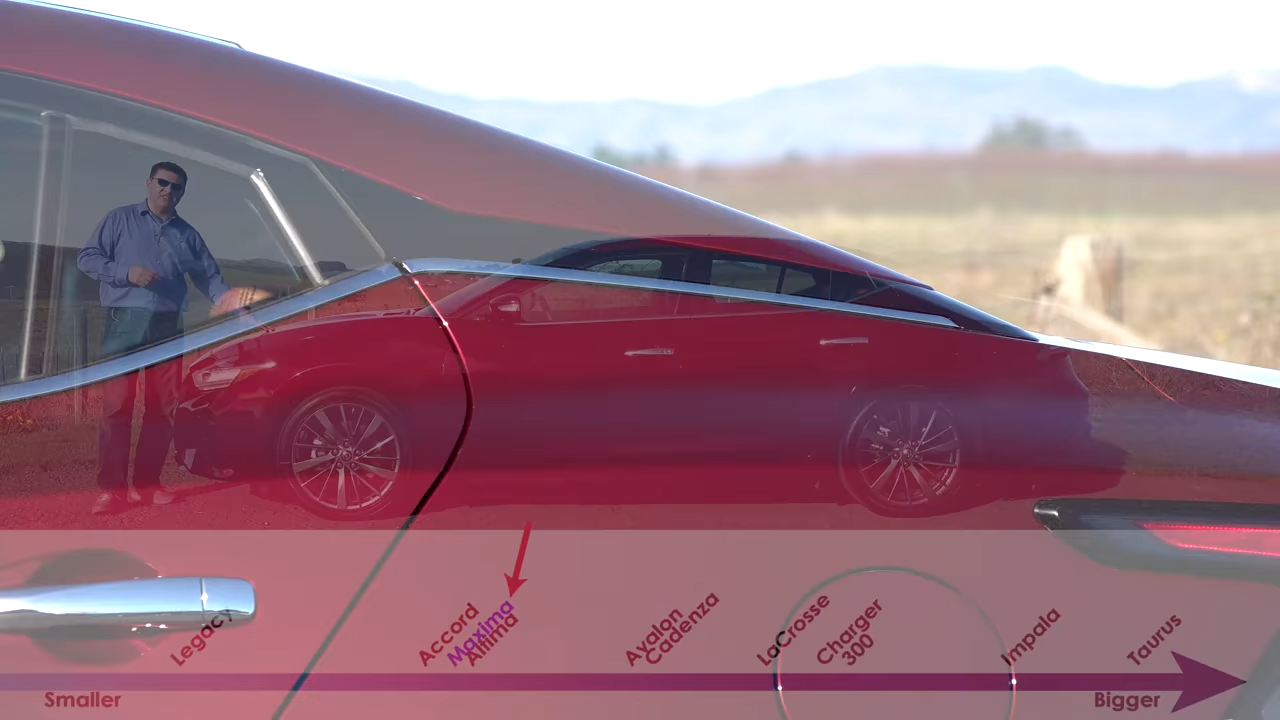 Legacy
Accord
Maxima
Altima
Avalon
Cadenza
LaCrosse
Charger
300
Impala
Taurus
Smaller
Bigger